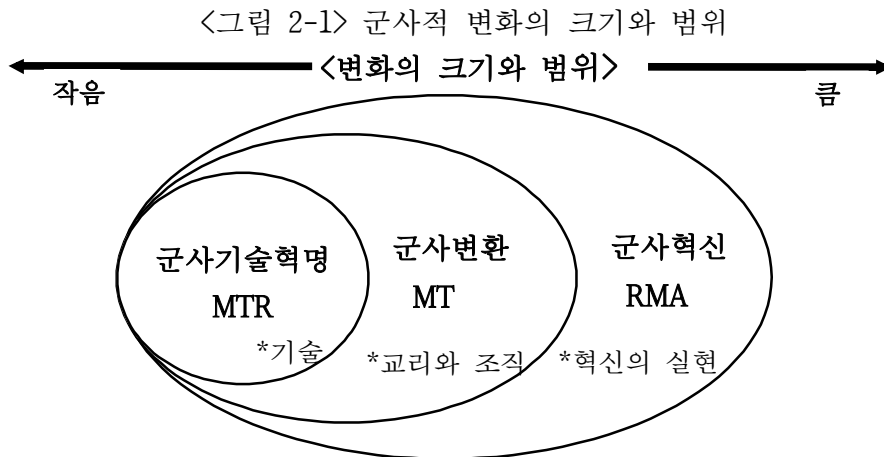 <그림 2-1> 군사적 변화의 크기와 범위
<변화의 크기와 범위>
작음 큼
군사기술혁명 군사변환 군사혁신
MTR MT RMA
*기술 *교리와 조직 *혁신의 실현